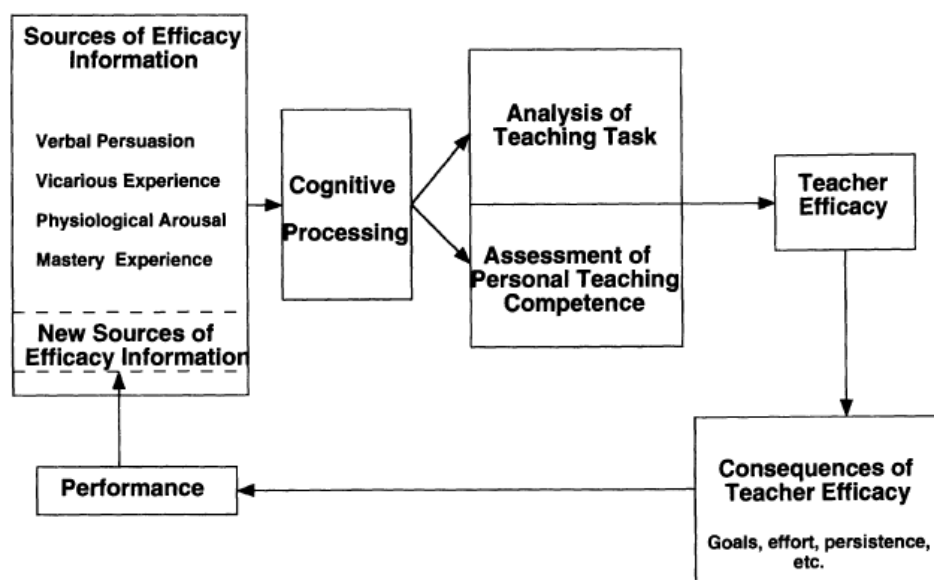 Sources of Efficacy
Information
Verbal Persuasion
Vicarious Experience
Physiological Arousal
Mastery Experience
New Sources of
Efficacy Information
Cognitive
Processing
Analysis of
Teaching Task
Assessment of
Personal Teaching
Competence
Teacher
Efficacy
Consequences of
Teacher Efficacy
Goals, effort, persistence,
etc.
Performance